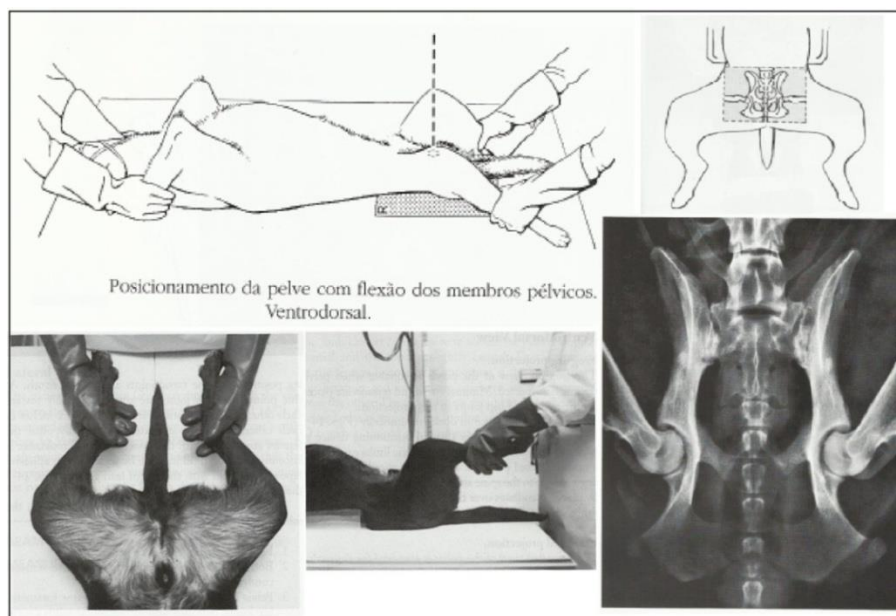 R
Posicionamento da pelve com flexão dos membros pélvicos.
Ventrodorsal.